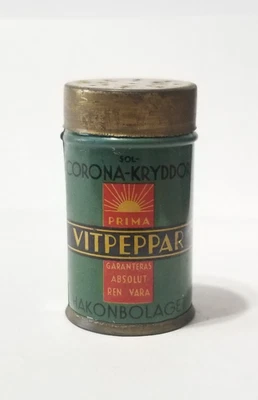 SOL-
CORONA-KRYDDOR
PRIMA
VITPEPPAR
GARANTERAS
ABSOLUT
REN VARA
HAKONBOLAGET